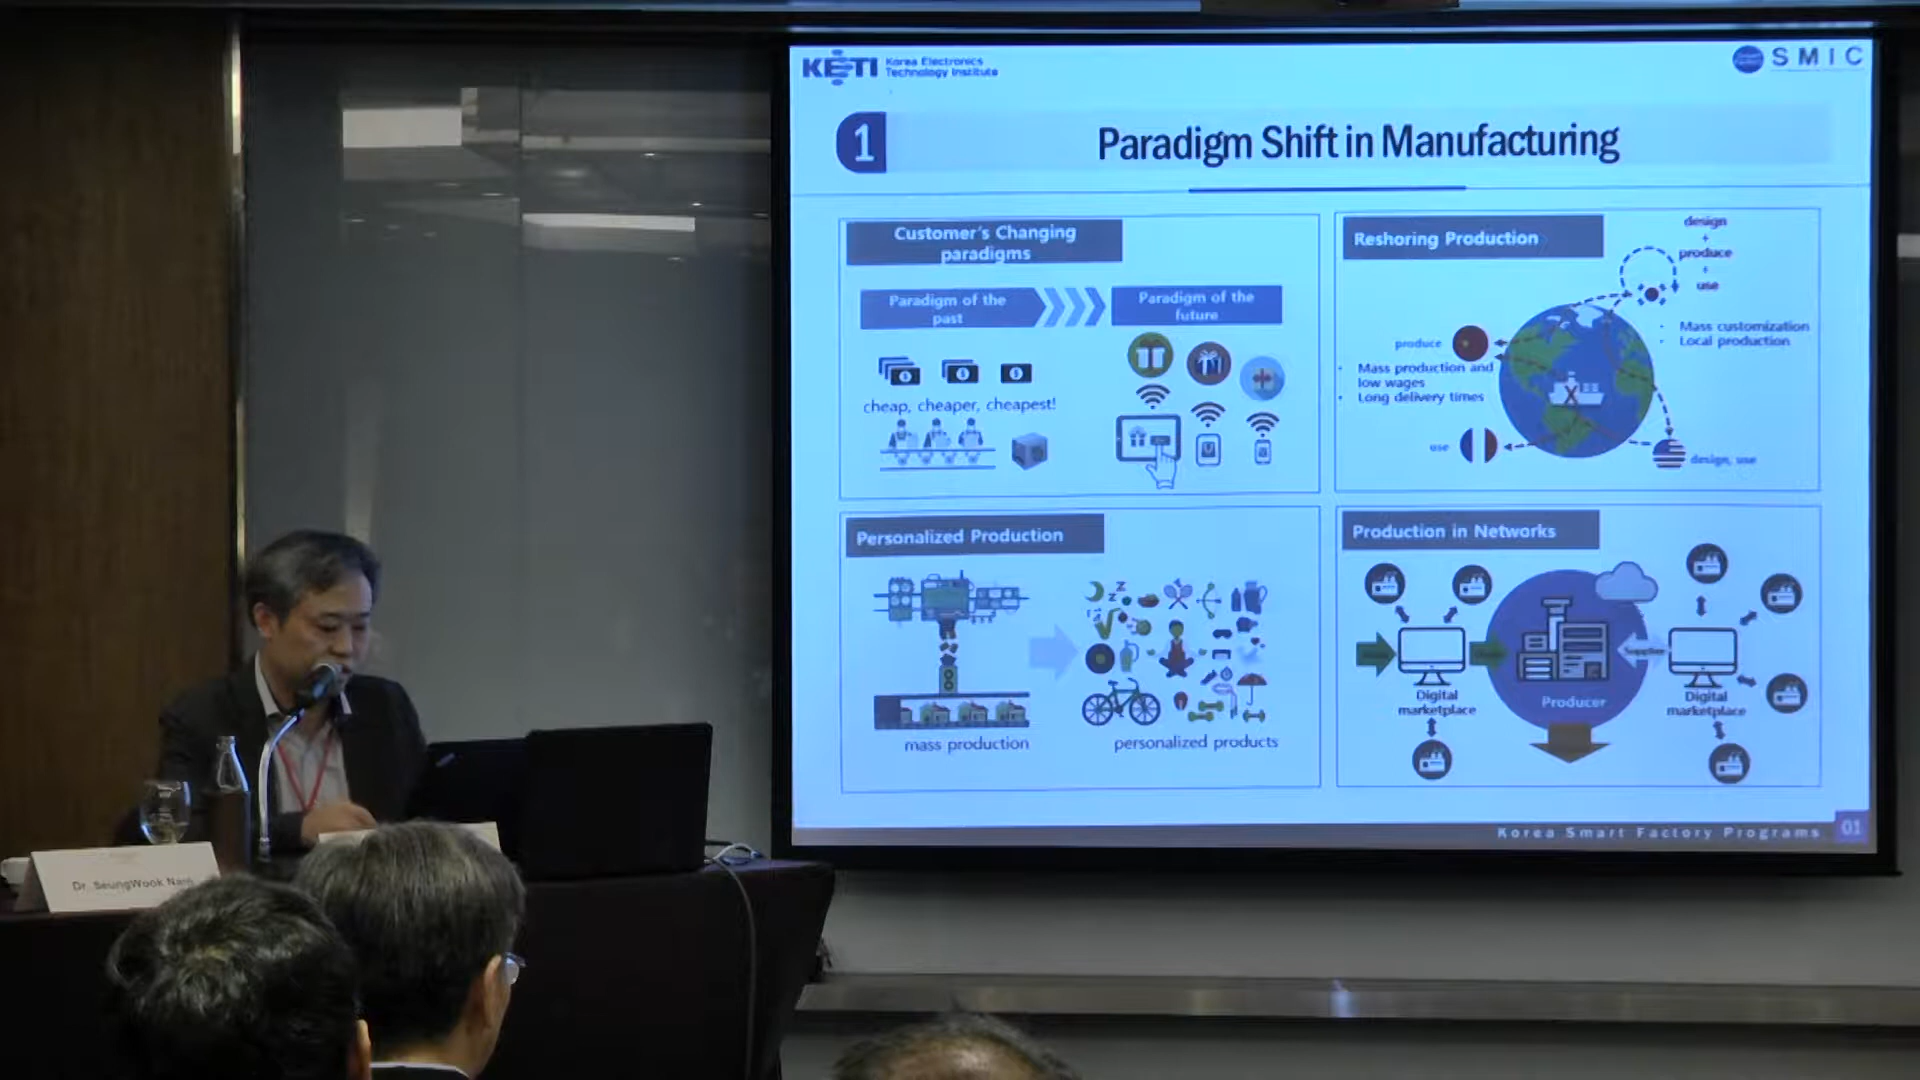 KETI Korea Electronics
Technology Institute
SMIC
1
Paradigm Shift in Manufacturing
Customer's Changing
paradigms
Paradigm of the
past
Paradigm of the
future
cheap, cheaper, cheapest!
Reshoring Production
design
+
produce
+
use
· Mass customization
· Local production
produce
· Mass production and
low wages
· Long delivery times
use
design, use
Personalized Production
mass production
personalized products
Production in Networks
Digital
marketplace
Producer
Supplier
Digital
marketplace
Korea Smart Factory Programs 01
Dr. SeungWook Nam